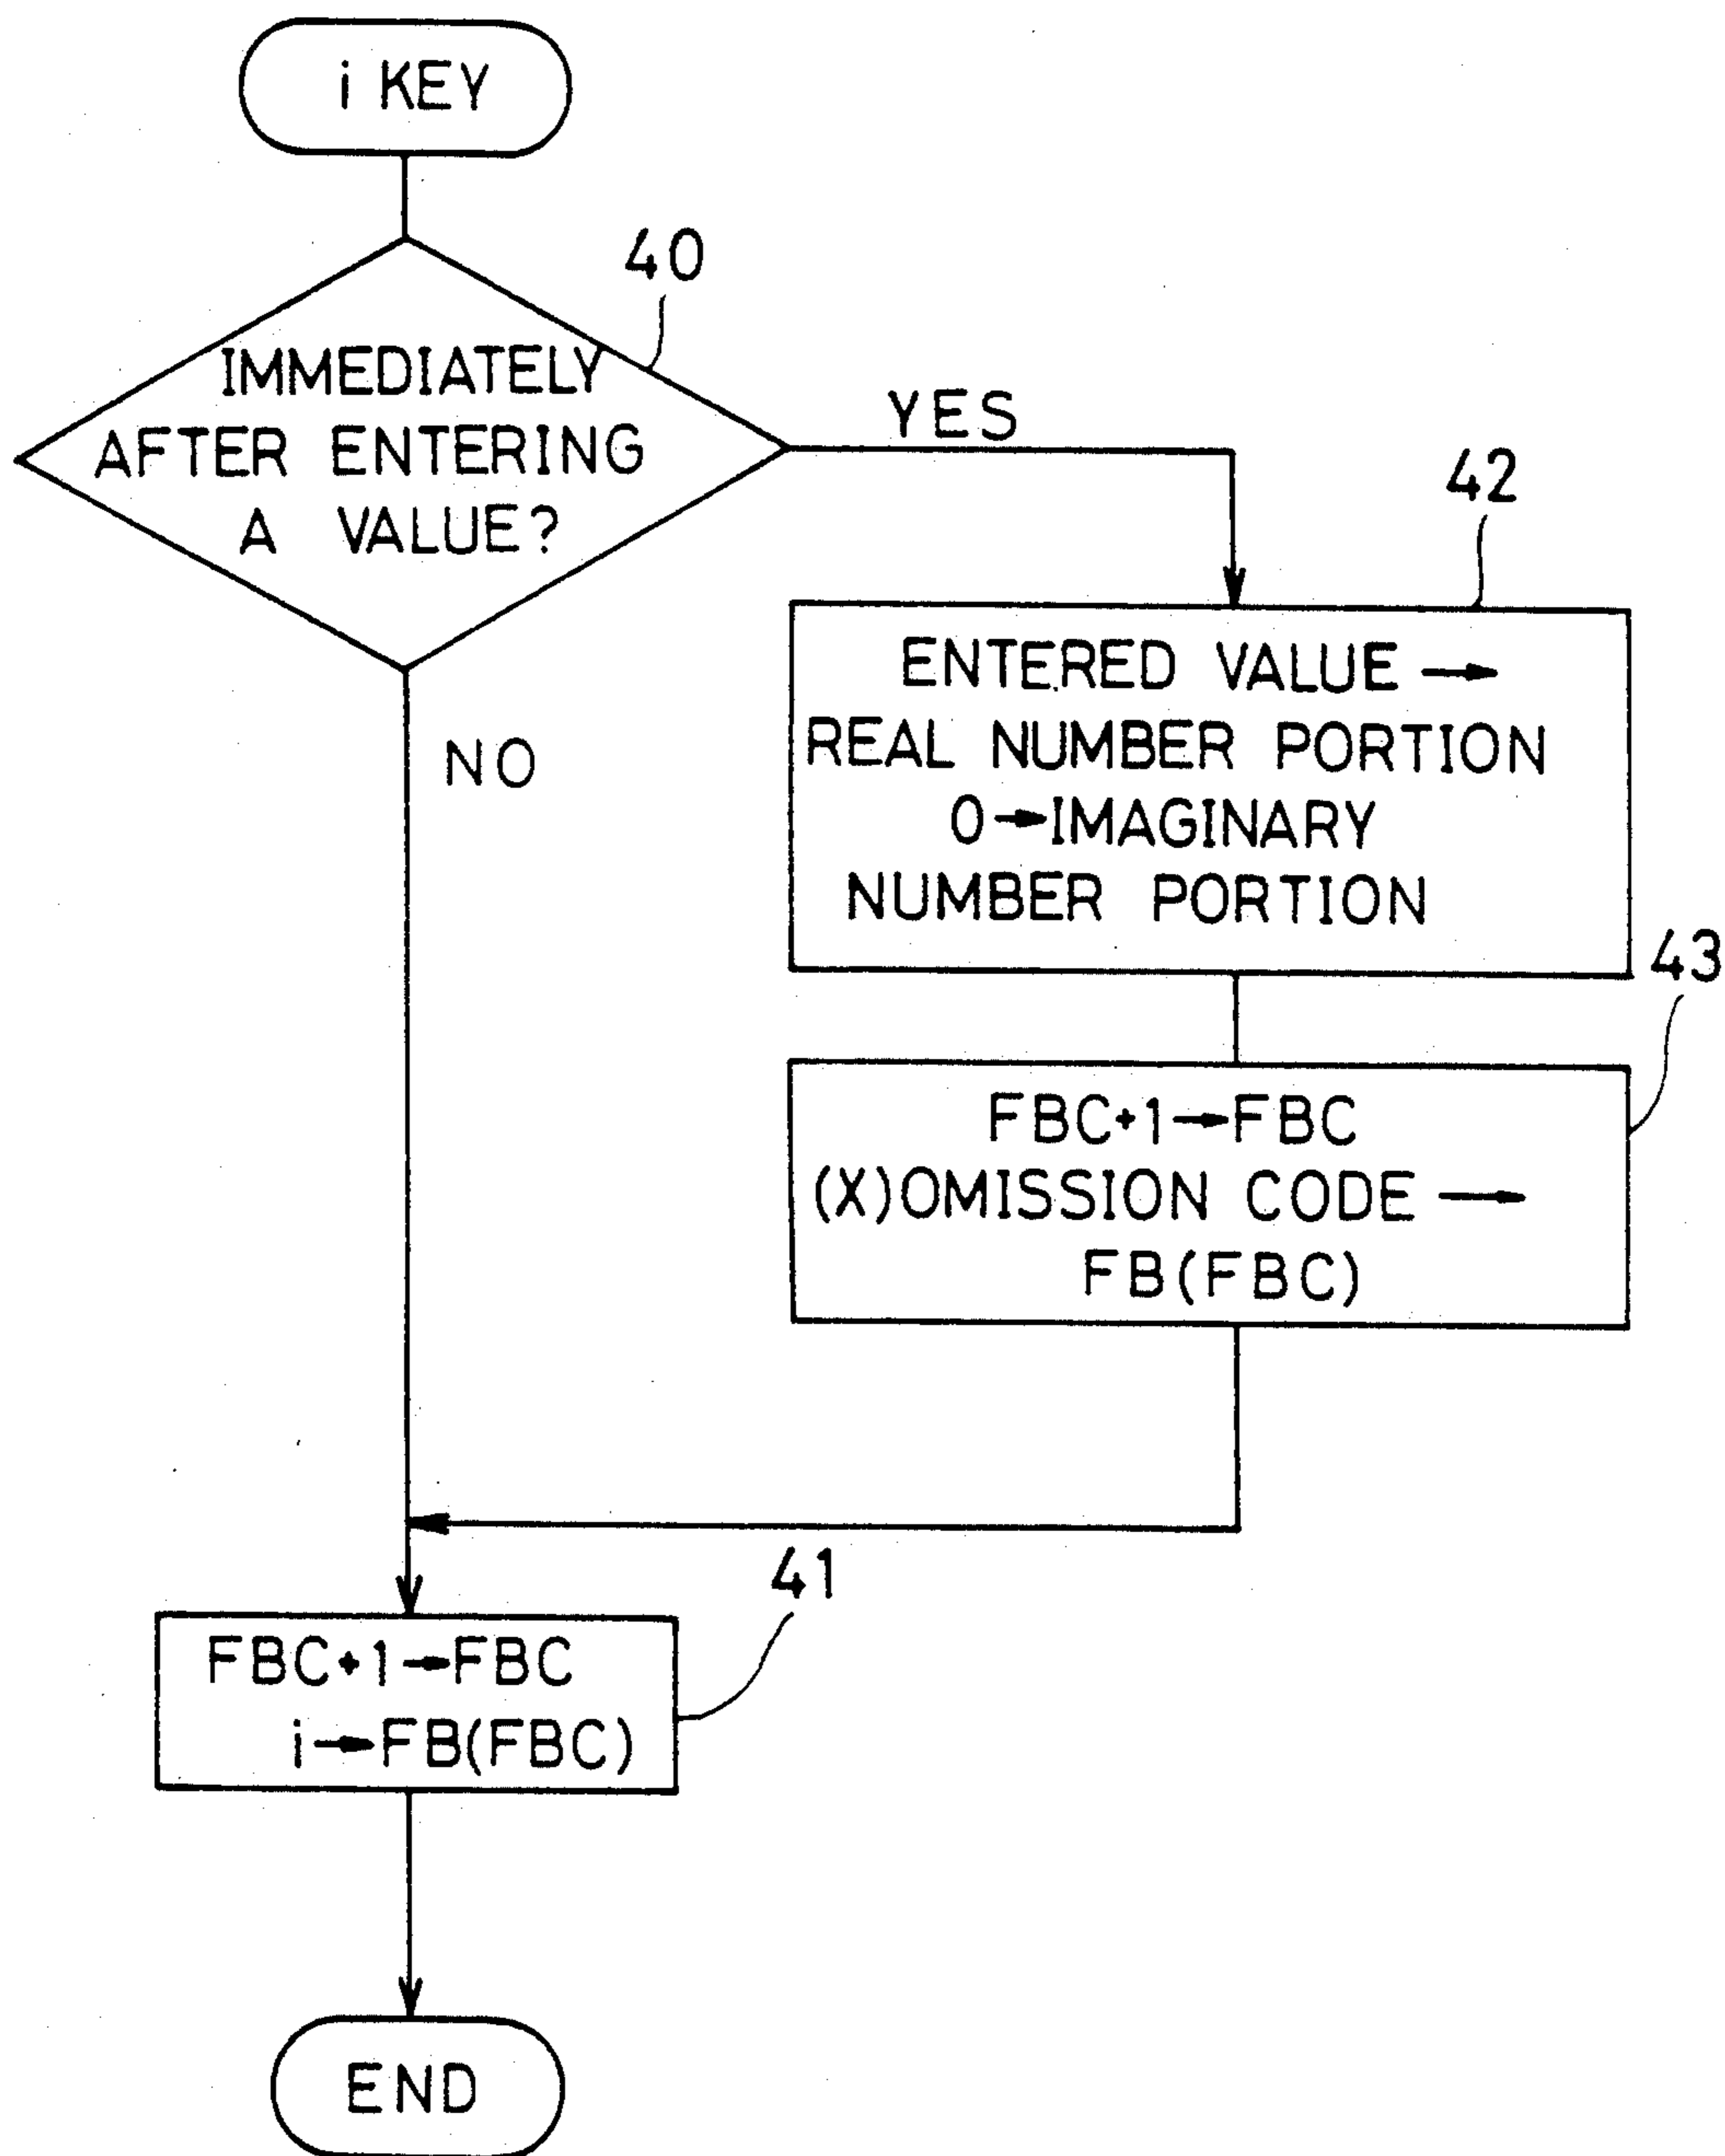 i KEY
40
IMMEDIATELY
AFTER ENTERING
A VALUE?
YES
NO
42
ENTERED VALUE →
REAL NUMBER PORTION
0→IMAGINARY
NUMBER PORTION
43
FBC+1→FBC
(X)OMISSION CODE →
FB(FBC)
41
FBC+1→FBC
i→FB(FBC)
END